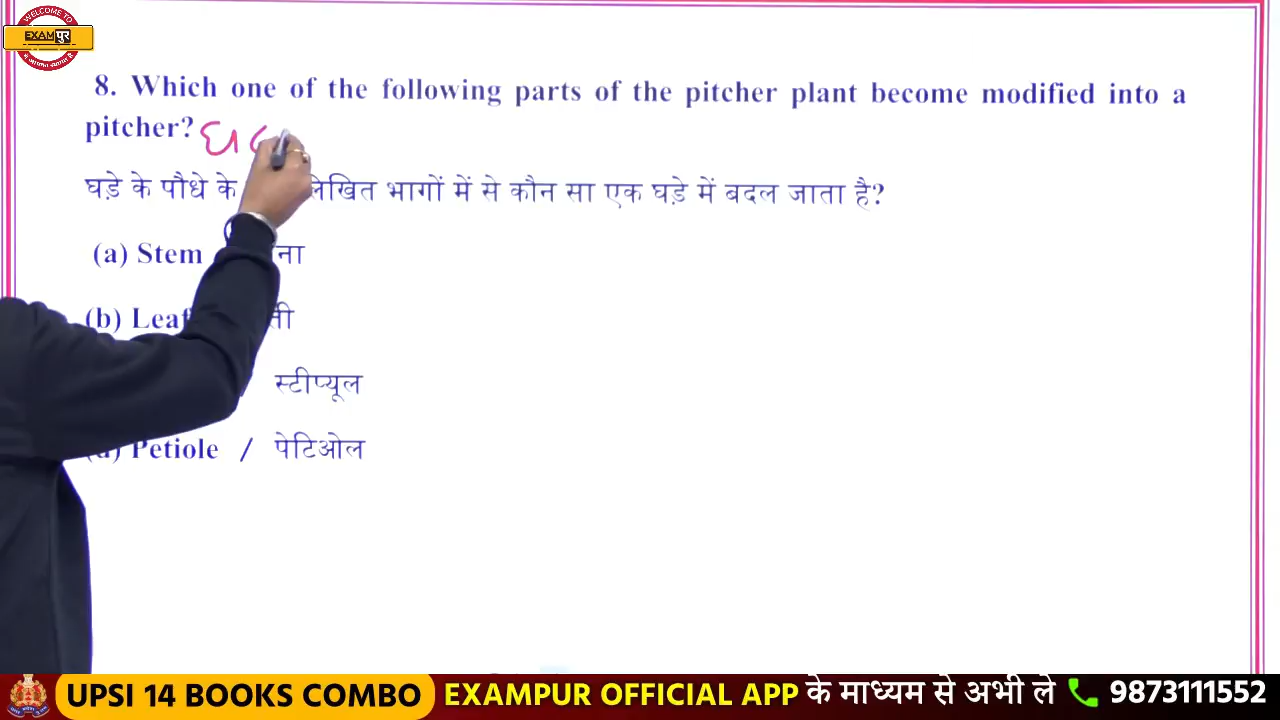 WELCOME TO
EXAMपुर
8. Which one of the following parts of the pitcher plant become modified into a
pitcher?
घड़े के पौधे के लिखित भागों में से कौन सा एक घड़े में बदल जाता है?
(a) Stem ना
(b) Leaf ती
/ स्टीप्यूल
(d) Petiole / पेटिओल
UPSI 14 BOOKS COMBO EXAMPUR OFFICIAL APP के माध्यम से अभी ले 9873111552